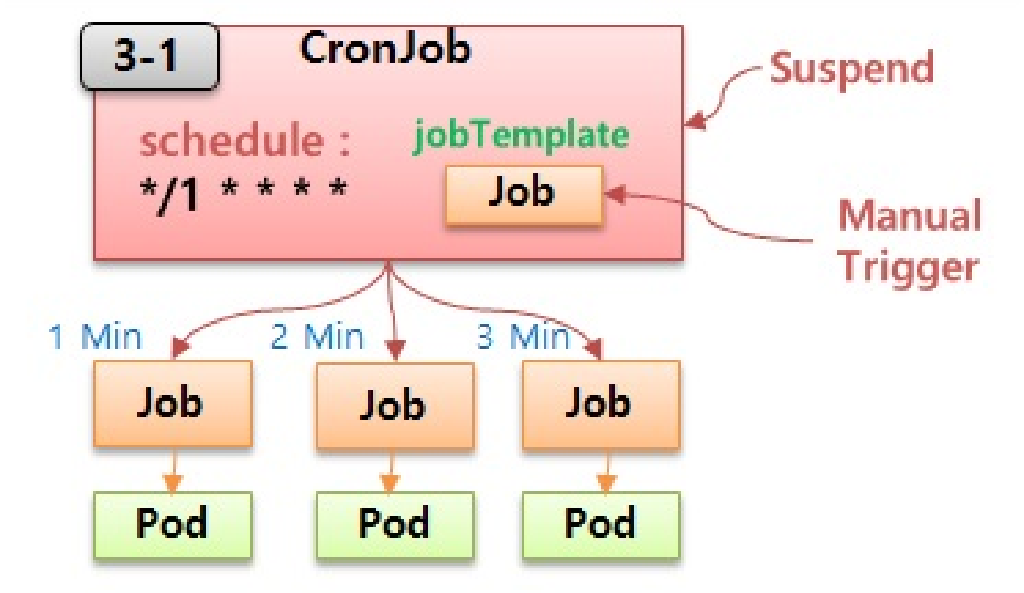 3-1
CronJob
Suspend
schedule :
jobTemplate
*/1 * * * *
Job
Manual
Trigger
1 Min
2 Min
3 Min
Job
Job
Job
Pod
Pod
Pod